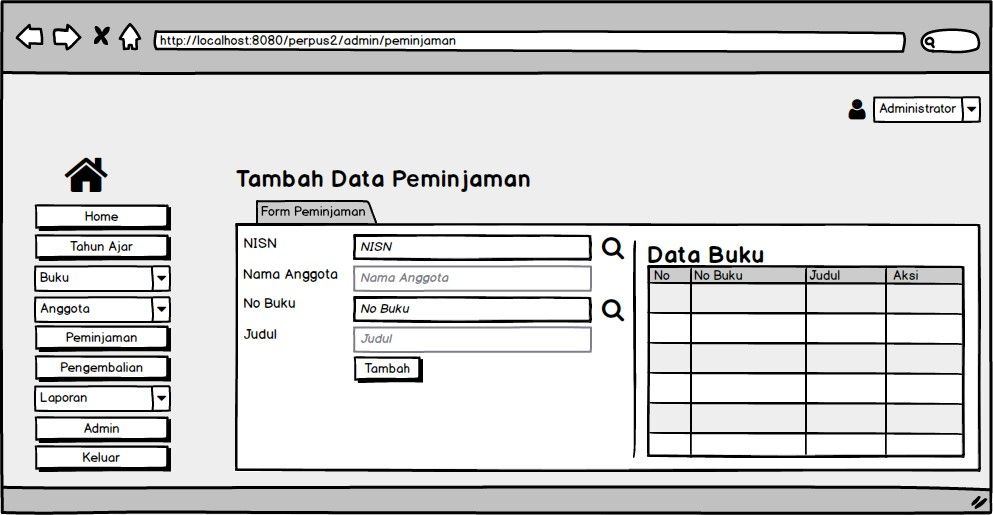 http://localhost:8080/perpus2/admin/peminjaman
Administrator
Home
Tahun Ajar
Buku
Anggota
Peminjaman
Pengembalian
Laporan
Admin
Keluar
Tambah Data Peminjaman
Form Peminjaman
NISN NISN
Nama Anggota Nama Anggota
No Buku No Buku
Judul Judul
Tambah
Data Buku
No No Buku Judul Aksi